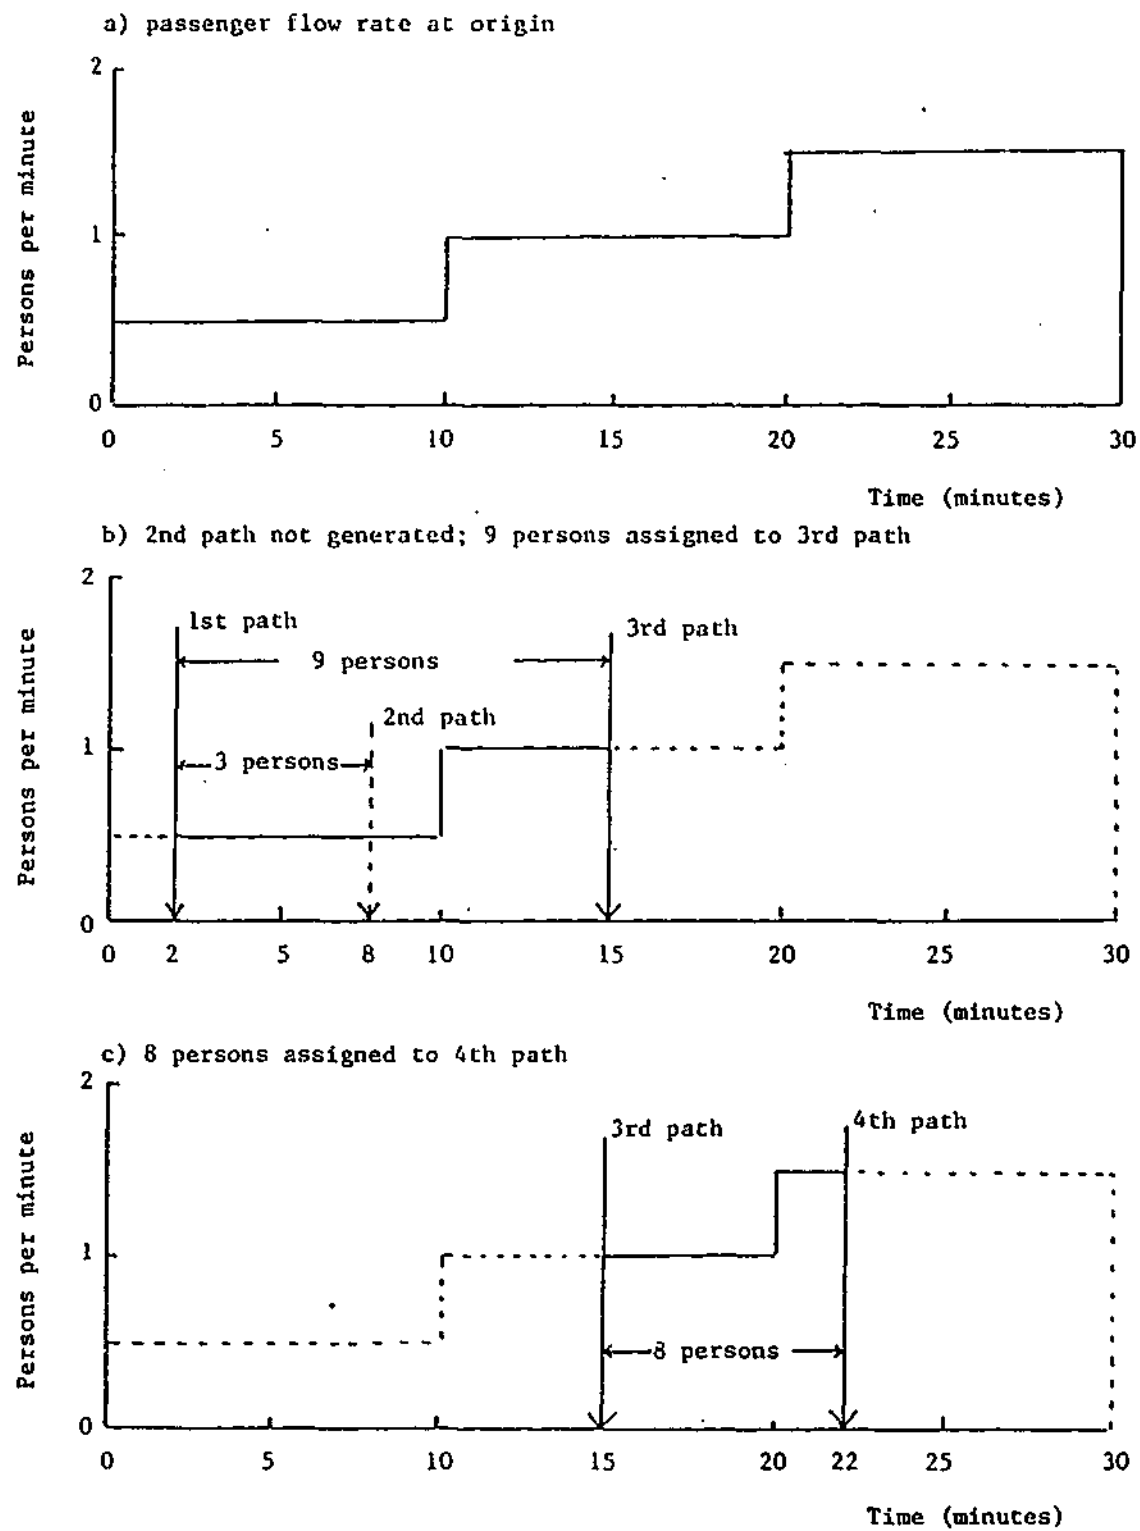 a) passenger flow rate at origin
Persons per minute
2
1
0
0 5 10 15 20 25 30
Time (minutes)
b) 2nd path not generated; 9 persons assigned to 3rd path
Persons per minute
2
1st path
3rd path
9 persons
2nd path
1
3 persons
0
0 2 5 8 10 15 20 25 30
Time (minutes)
c) 8 persons assigned to 4th path
Persons per minute
2
3rd path
4th path
1
8 persons
0
0 5 10 15 20 22 25 30
Time (minutes)